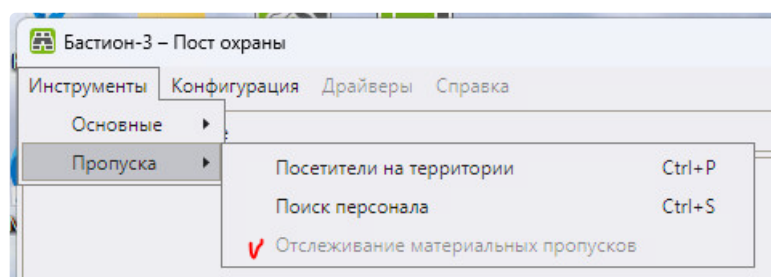 Бастион-3 – Пост охраны
Инструменты Конфигурация Драйверы Справка
Основные
Пропуска
Посетители на территории Ctrl+P
Поиск персонала Ctrl+S
Отслеживание материальных пропусков